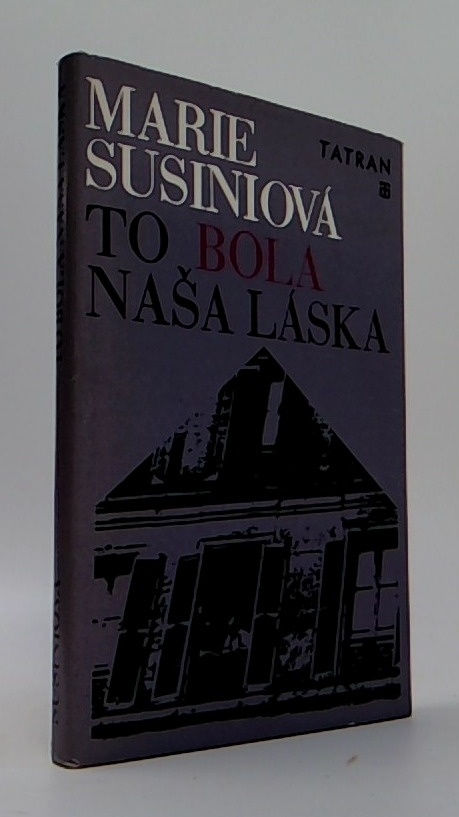 MARIE
SUSINIOVÁ
TATRAN
TO BOLA
NAŠA LÁSKA